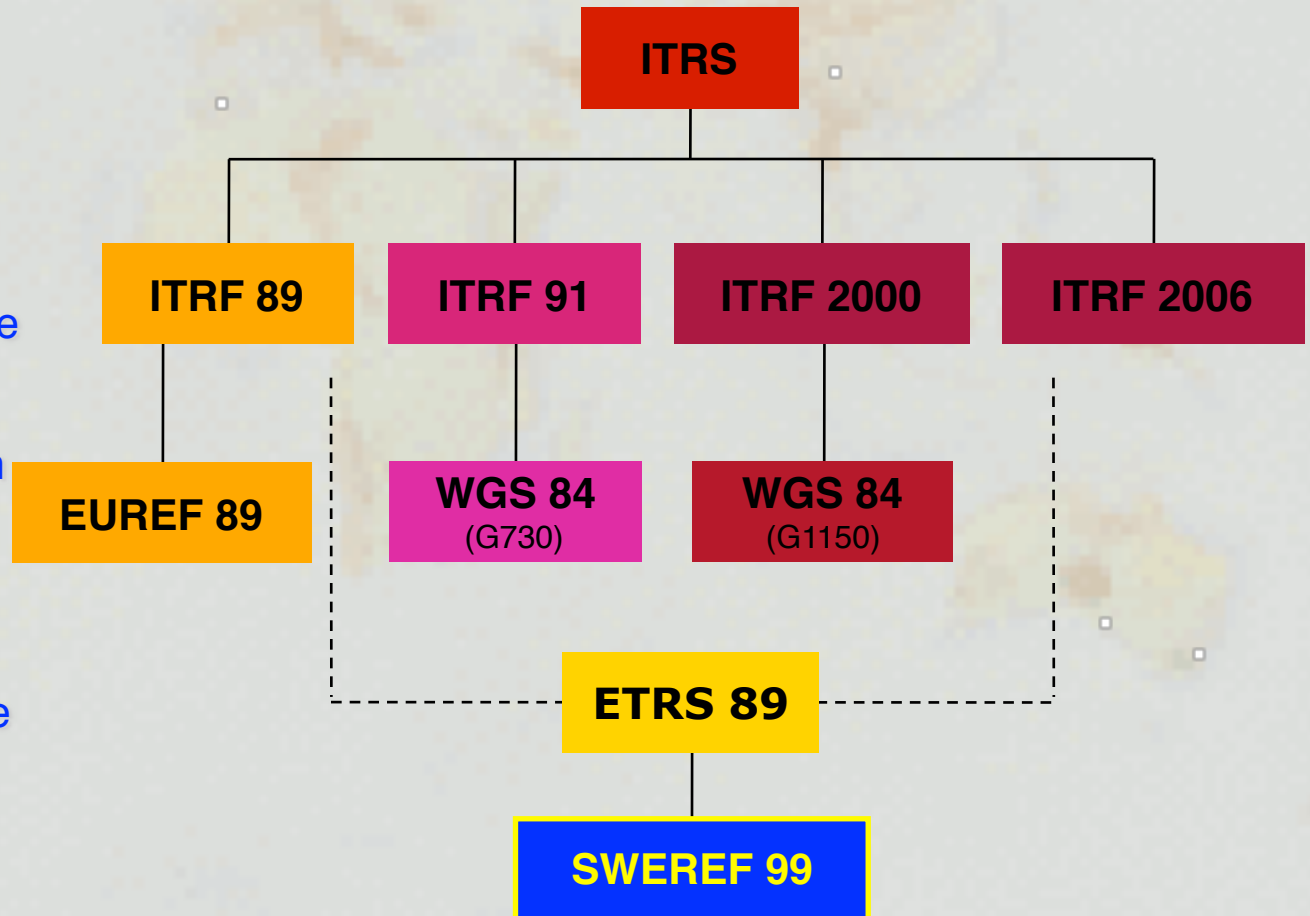 ITRS
ITRF 89
ITRF 91
ITRF 2000
ITRF 2006
e
EUREF 89
WGS 84
(G730)
WGS 84
(G1150)
ETRS 89
e
SWEREF 99